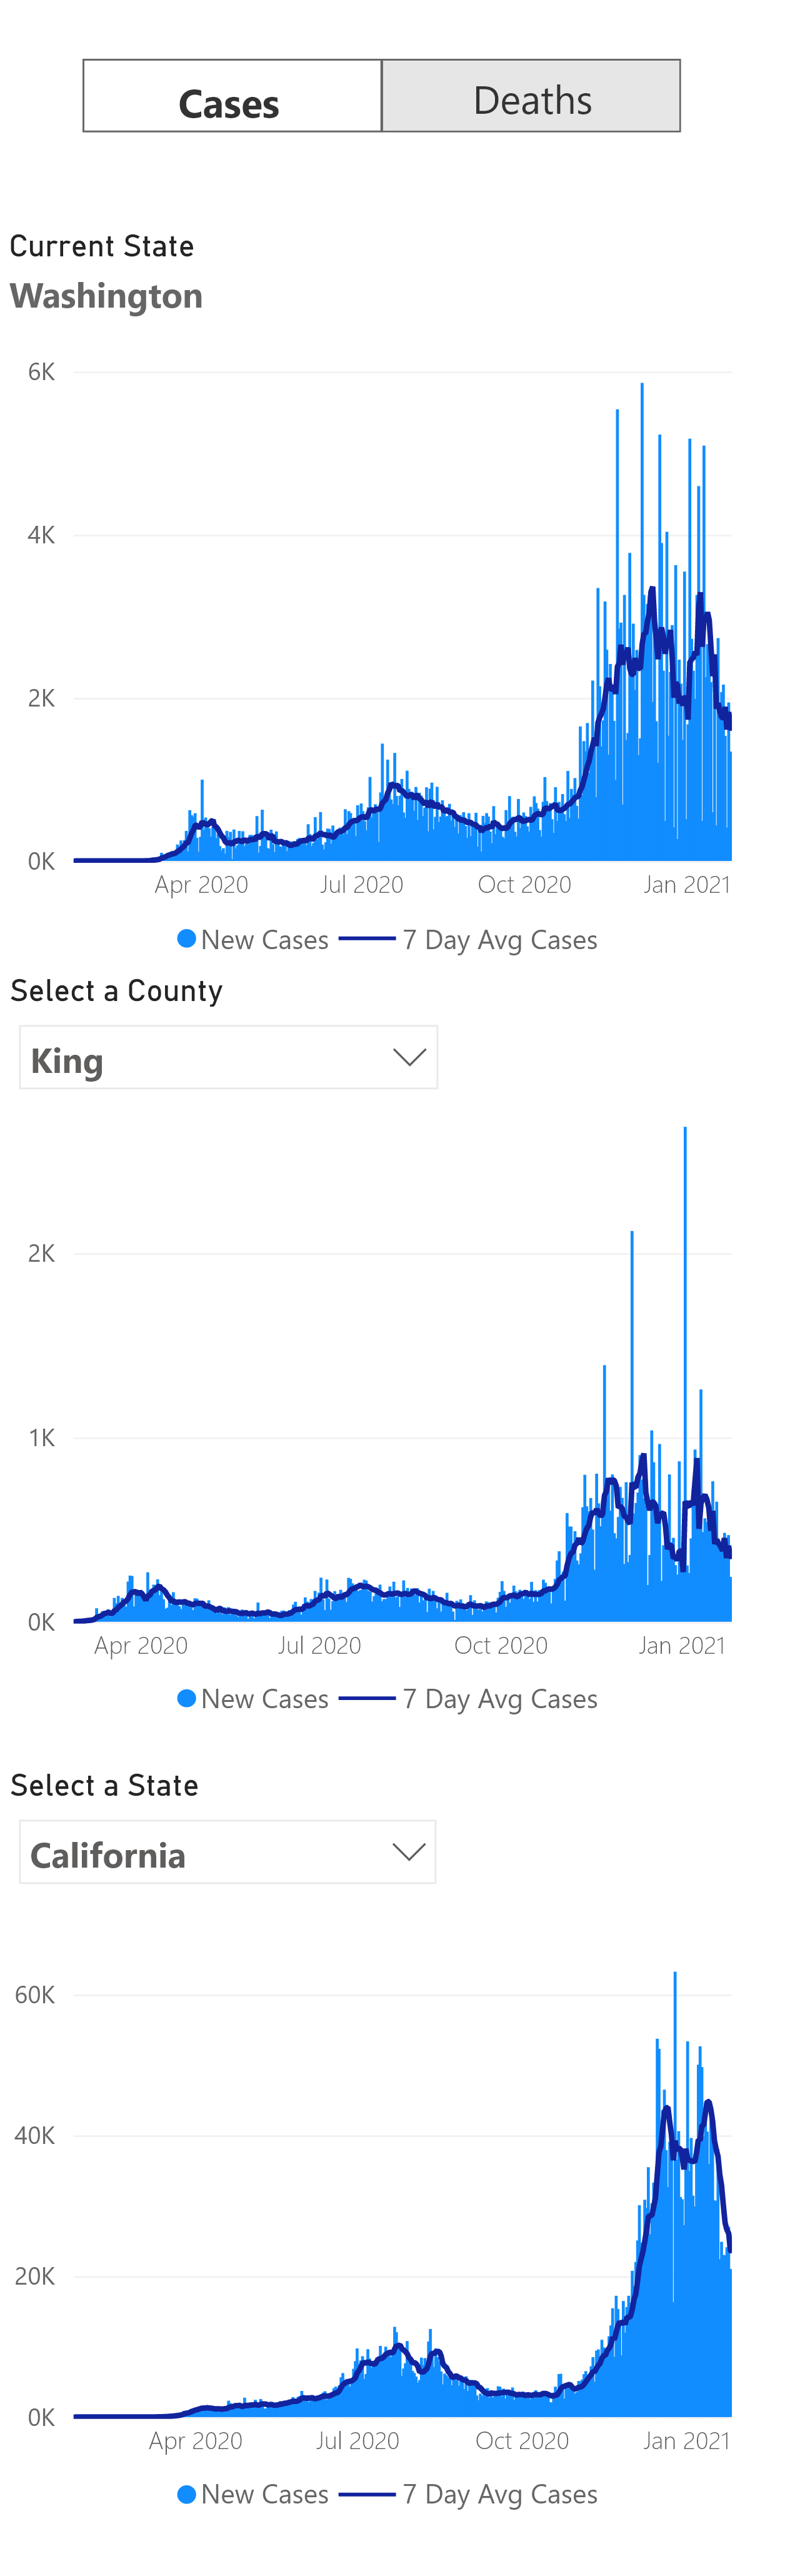 Cases Deaths
Current State
Washington
6K
4K
2K
0K
Apr 2020 Jul 2020 Oct 2020 Jan 2021
New Cases 7 Day Avg Cases
Select a County
King
2K
1K
0K
Apr 2020 Jul 2020 Oct 2020 Jan 2021
New Cases 7 Day Avg Cases
Select a State
California
60K
40K
20K
0K
Apr 2020 Jul 2020 Oct 2020 Jan 2021
New Cases 7 Day Avg Cases